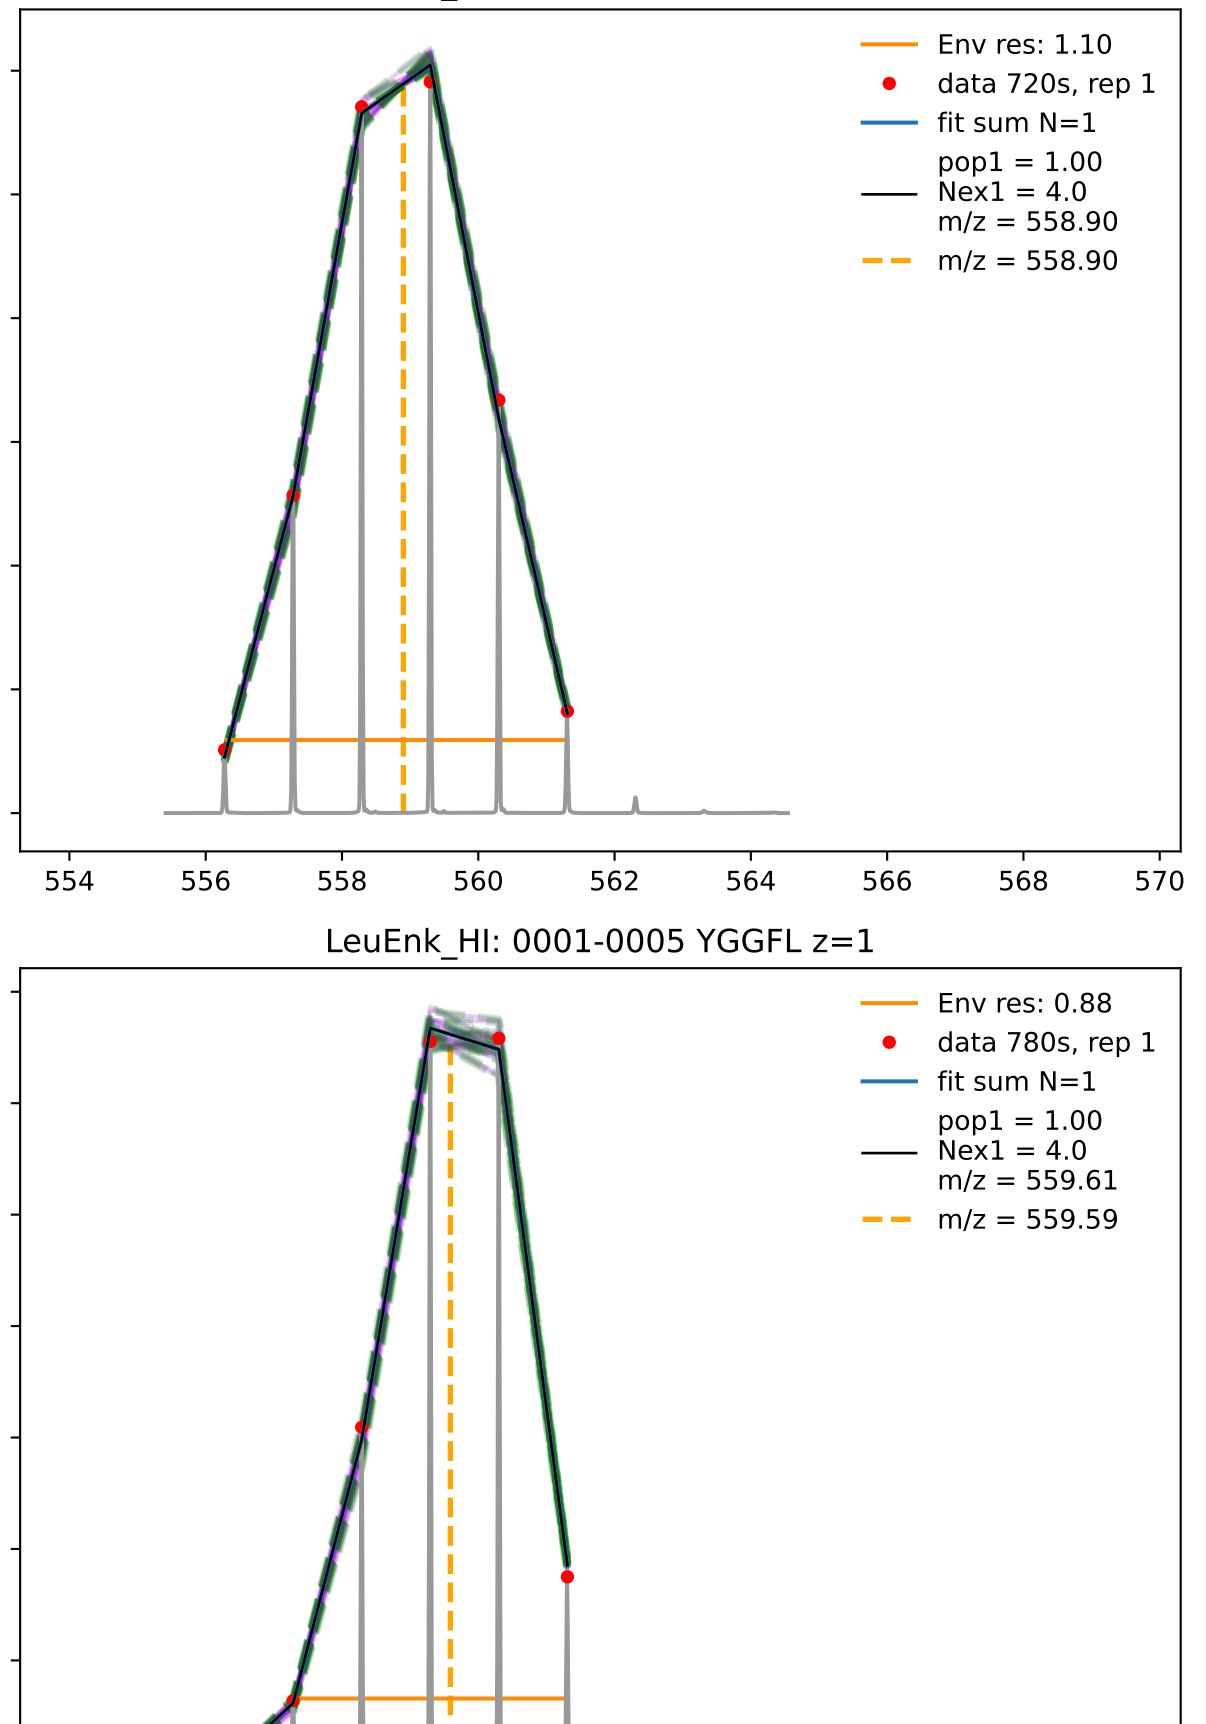 Env res: 1.10
data 720s, rep 1
fit sum N=1
pop1 = 1.00
Nex1 = 4.0
m/z = 558.90
m/z = 558.90
554 556 558 560 562 564 566 568 570
LeuEnk_HI: 0001-0005 YGGFL z=1
Env res: 0.88
data 780s, rep 1
fit sum N=1
pop1 = 1.00
Nex1 = 4.0
m/z = 559.61
m/z = 559.59